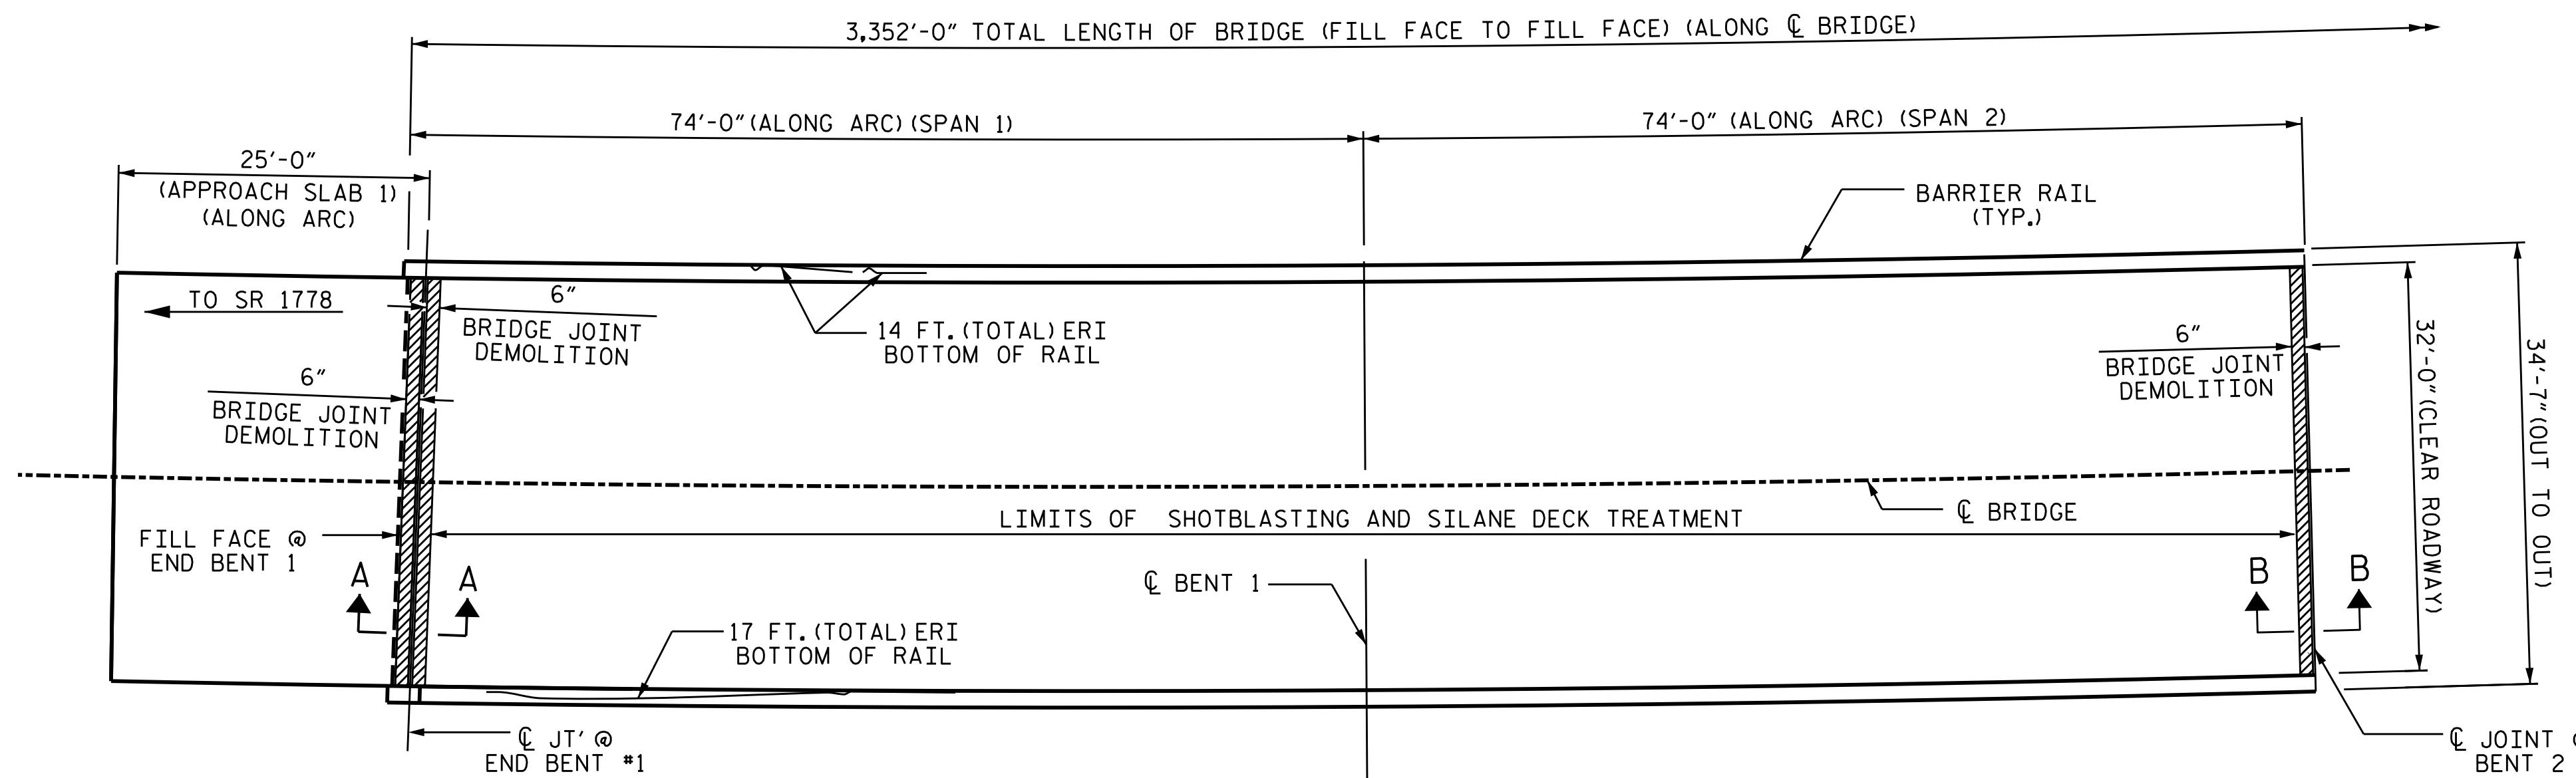 3,352'-0" TOTAL LENGTH OF BRIDGE (FILL FACE TO FILL FACE) (ALONG ℄ BRIDGE)
74'-0" (ALONG ARC) (SPAN 1)
74'-0" (ALONG ARC) (SPAN 2)
25'-0"
(APPROACH SLAB 1)
(ALONG ARC)
BARRIER RAIL
(TYP.)
TO SR 1778
6"
BRIDGE JOINT
DEMOLITION
14 FT. (TOTAL) ERI
BOTTOM OF RAIL
6"
BRIDGE JOINT
DEMOLITION
6"
BRIDGE JOINT
DEMOLITION
32'-0" (CLEAR ROADWAY)
34'-7" (OUT TO OUT)
LIMITS OF SHOTBLASTING AND SILANE DECK TREATMENT
℄ BRIDGE
FILL FACE @
END BENT 1
A
A
℄ BENT 1
B
B
17 FT. (TOTAL) ERI
BOTTOM OF RAIL
℄ JT' @
END BENT #1
℄ JOINT
BENT 2